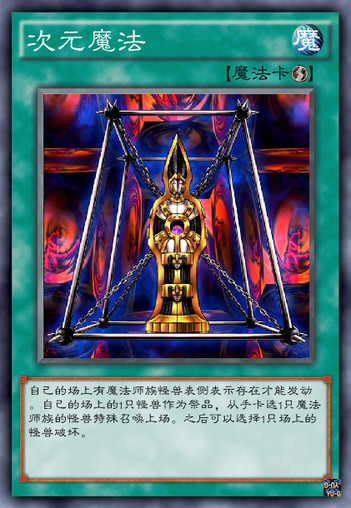 次元魔法
魔
【魔法卡】
自己的场上有魔法师族怪兽表侧表示存在才能发动
。自己的场上的1只怪兽作为祭品，从手卡选1只魔法
师族的怪兽特殊召唤上场。之后可以选择1只场上的
怪兽破坏。